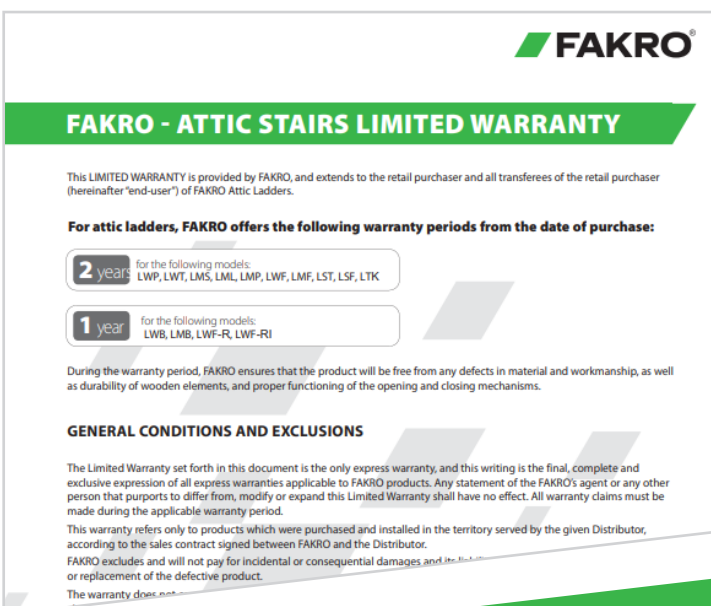 FAKRO®
FAKRO - ATTIC STAIRS LIMITED WARRANTY
This LIMITED WARRANTY is provided by FAKRO, and extends to the retail purchaser and all transferees of the retail purchaser
(hereinafter “end-user”) of FAKRO Attic Ladders.
For attic ladders, FAKRO offers the following warranty periods from the date of purchase:
2 years for the following models:
LWP, LWT, LMS, LML, LMP, LWF, LMF, LST, LSF, LTK
1 year for the following models:
LWB, LMB, LWF-R, LWF-RI
During the warranty period, FAKRO ensures that the product will be free from any defects in material and workmanship, as well
as durability of wooden elements, and proper functioning of the opening and closing mechanisms.
GENERAL CONDITIONS AND EXCLUSIONS
The Limited Warranty set forth in this document is the only express warranty, and this writing is the final, complete and
exclusive expression of all express warranties applicable to FAKRO products. Any statement of the FAKRO's agent or any other
person that purports to differ from, modify or expand this Limited Warranty shall have no effect. All warranty claims must be
made during the applicable warranty period.
This warranty refers only to products which were purchased and installed in the territory served by the given Distributor,
according to the sales contract signed between FAKRO and the Distributor.
FAKRO excludes and will not pay for incidental or consequential damages and its
or replacement of the defective product.
The warranty does